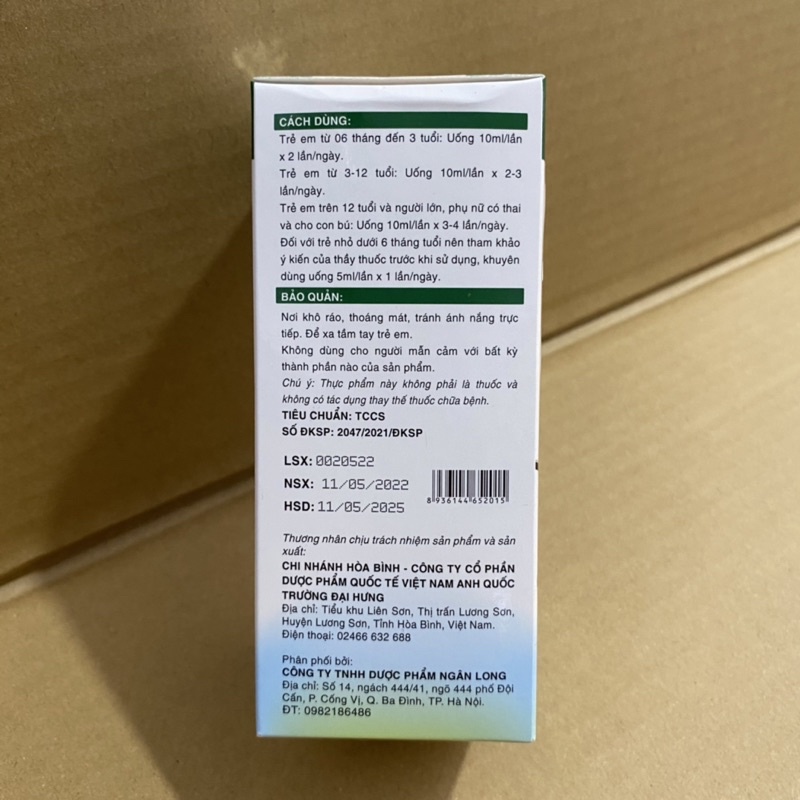 CÁCH DÙNG:
Trẻ em từ 06 tháng đến 3 tuổi: Uống 10ml/lần
x 2 lần/ngày.
Trẻ em từ 3-12 tuổi: Uống 10ml/lần x 2-3
lần/ngày.
Trẻ em trên 12 tuổi và người lớn, phụ nữ có thai
và cho con bú: Uống 10ml/lần x 3-4 lần/ngày.
Đối với trẻ nhỏ dưới 6 tháng tuổi nên tham khảo
ý kiến của thầy thuốc trước khi sử dụng, khuyên
dùng uống 5ml/lần x 1 lần/ngày.
BẢO QUẢN:
Nơi khô ráo, thoáng mát, tránh ánh nắng trực
tiếp. Để xa tầm tay trẻ em.
Không dùng cho người mẫn cảm với bất kỳ
thành phần nào của sản phẩm.
Chú ý: Thực phẩm này không phải là thuốc và
không có tác dụng thay thế thuốc chữa bệnh.
TIÊU CHUẨN: TCCS
SỐ ĐKSP: 2047/2021/ĐKSP
LSX: 0020522
NSX: 11/05/2022
HSD: 11/05/2025
8 936144 652015
Thương nhân chịu trách nhiệm sản phẩm và sản
xuất:
CHI NHÁNH HÒA BÌNH - CÔNG TY CỔ PHẦN
DƯỢC PHẨM QUỐC TẾ VIỆT NAM ANH QUỐC
TRƯỜNG ĐẠI HƯNG
Địa chỉ: Tiểu khu Liên Sơn, Thị trấn Lương Sơn,
Huyện Lương Sơn, Tỉnh Hòa Bình, Việt Nam.
Điện thoại: 02466 632 688
Phân phối bởi:
CÔNG TY TNHH DƯỢC PHẨM NGÂN LONG
Địa chỉ: Số 14, ngách 444/41, ngõ 444 phố Đội
Cấn, P. Cống Vị, Q. Ba Đình, TP. Hà Nội.
ĐT: 0982186486